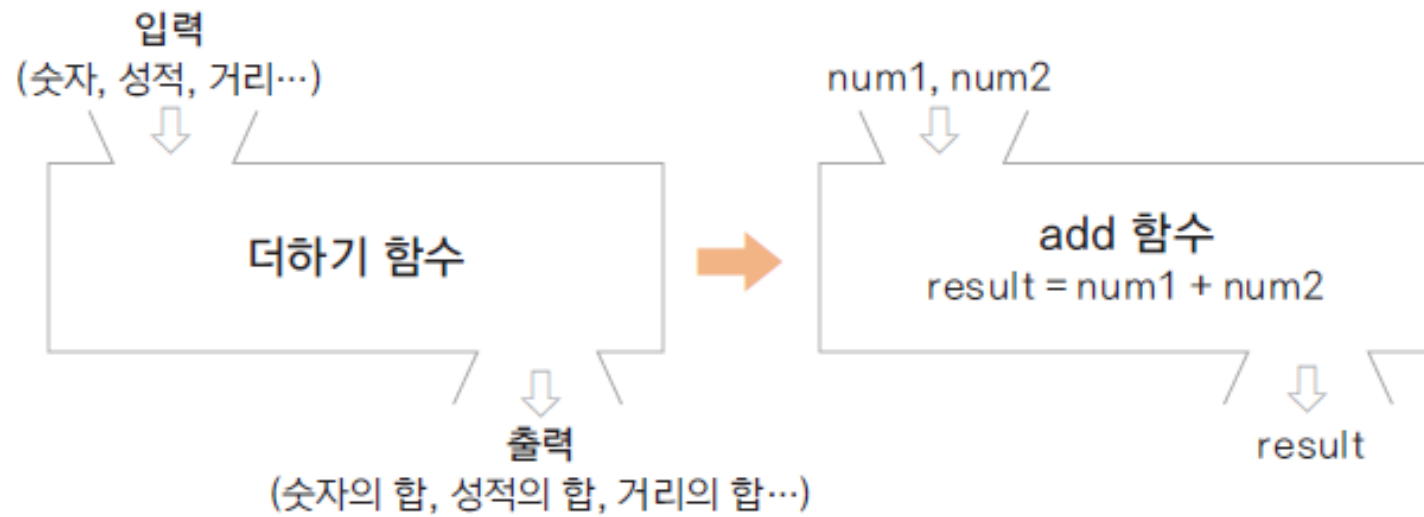 입력
(숫자, 성적, 거리…)
더하기 함수
출력
(숫자의 합, 성적의 합, 거리의 합…)
num1, num2
add 함수
result = num1 + num2
result